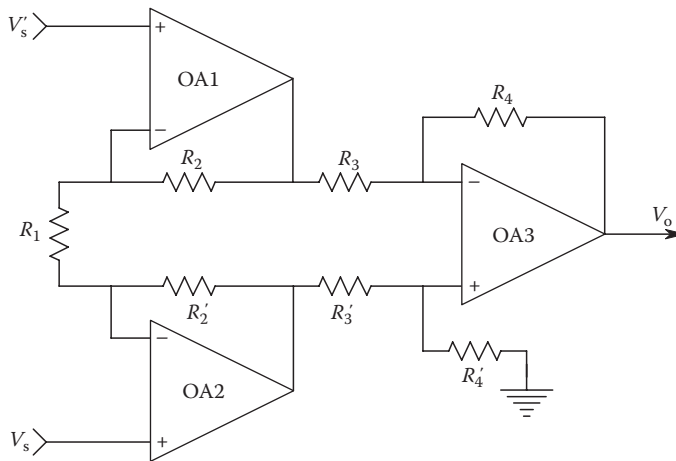 V's
+
OA1
−
R2
R3
R4
R1
−
OA3
Vo
+
R'2
R'3
−
R'4
OA2
Vs
+